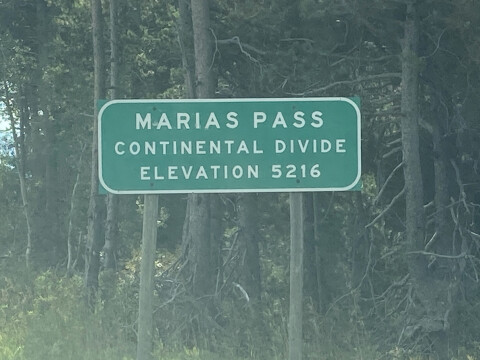 MARIAS PASS
CONTINENTAL DIVIDE
ELEVATION 5216